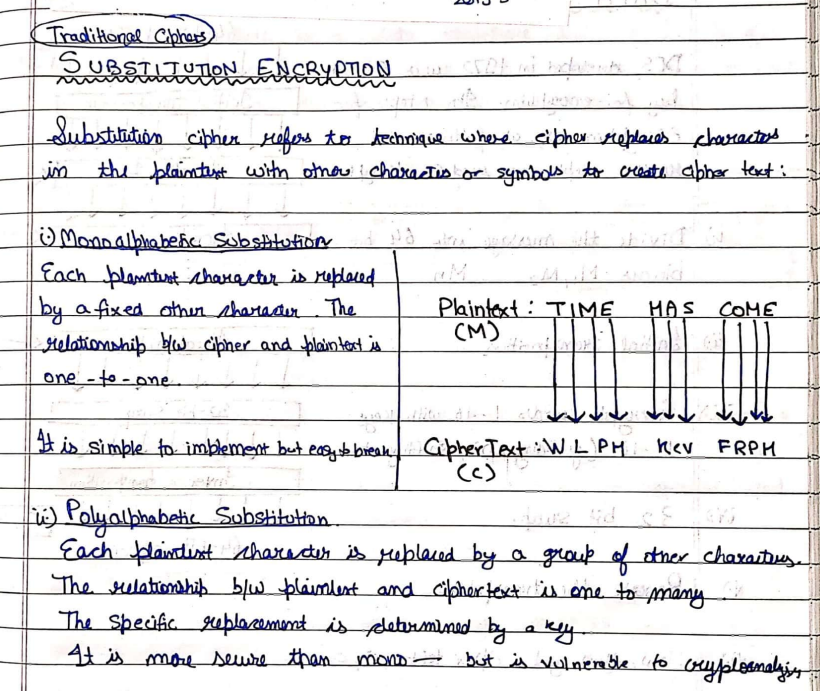 Traditional Ciphers
SUBSTITUTION ENCRYPTION
Substitution cipher refers to technique where cipher replaces characters
in the plaintext with other characters or symbols to create cipher text:
i) Monoalphabetic Substitution
Each plaintext character is replaced
by a fixed other character. The
relationship b/w cipher and plaintext is
one-to-one.
It is simple to implement but easy to break
Plaintext : TIME HAS COME
(M)
CipherText : WLPH KCV FRPH
(C)
ii) Polyalphabetic Substitution.
Each plaintext character is replaced by a group of other characters.
The relationship b/w plaintext and ciphertext is one to many.
The specific replacement is determined by a key.
It is more secure than mono— but is vulnerable to cryptoanalysis